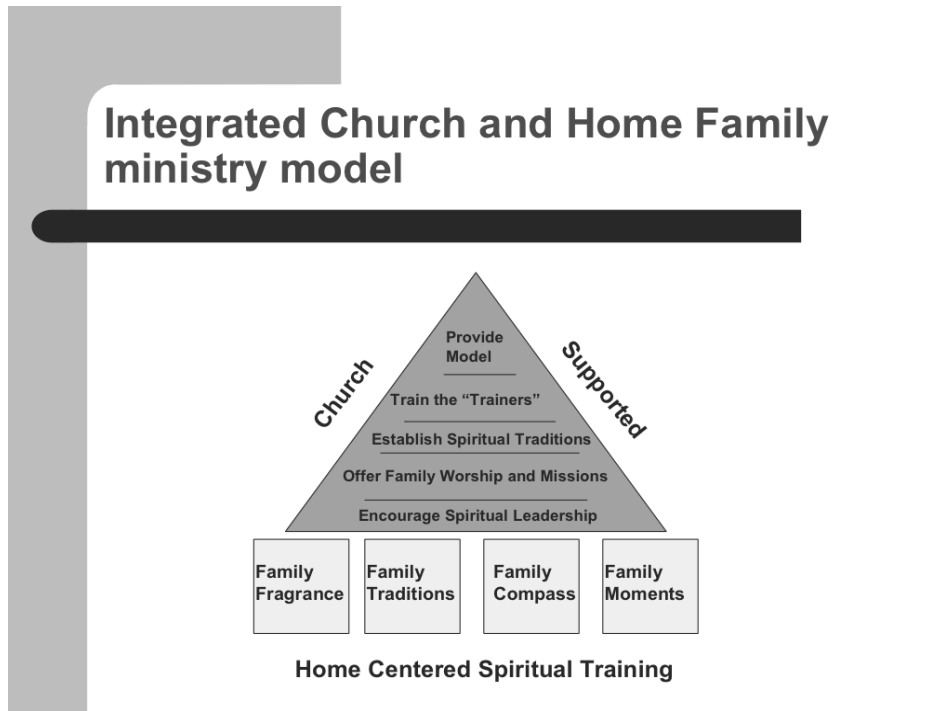 Integrated Church and Home Family
ministry model
Church
Supported
Provide
Model
Train the “Trainers”
Establish Spiritual Traditions
Offer Family Worship and Missions
Encourage Spiritual Leadership
Family
Fragrance
Family
Traditions
Family
Compass
Family
Moments
Home Centered Spiritual Training